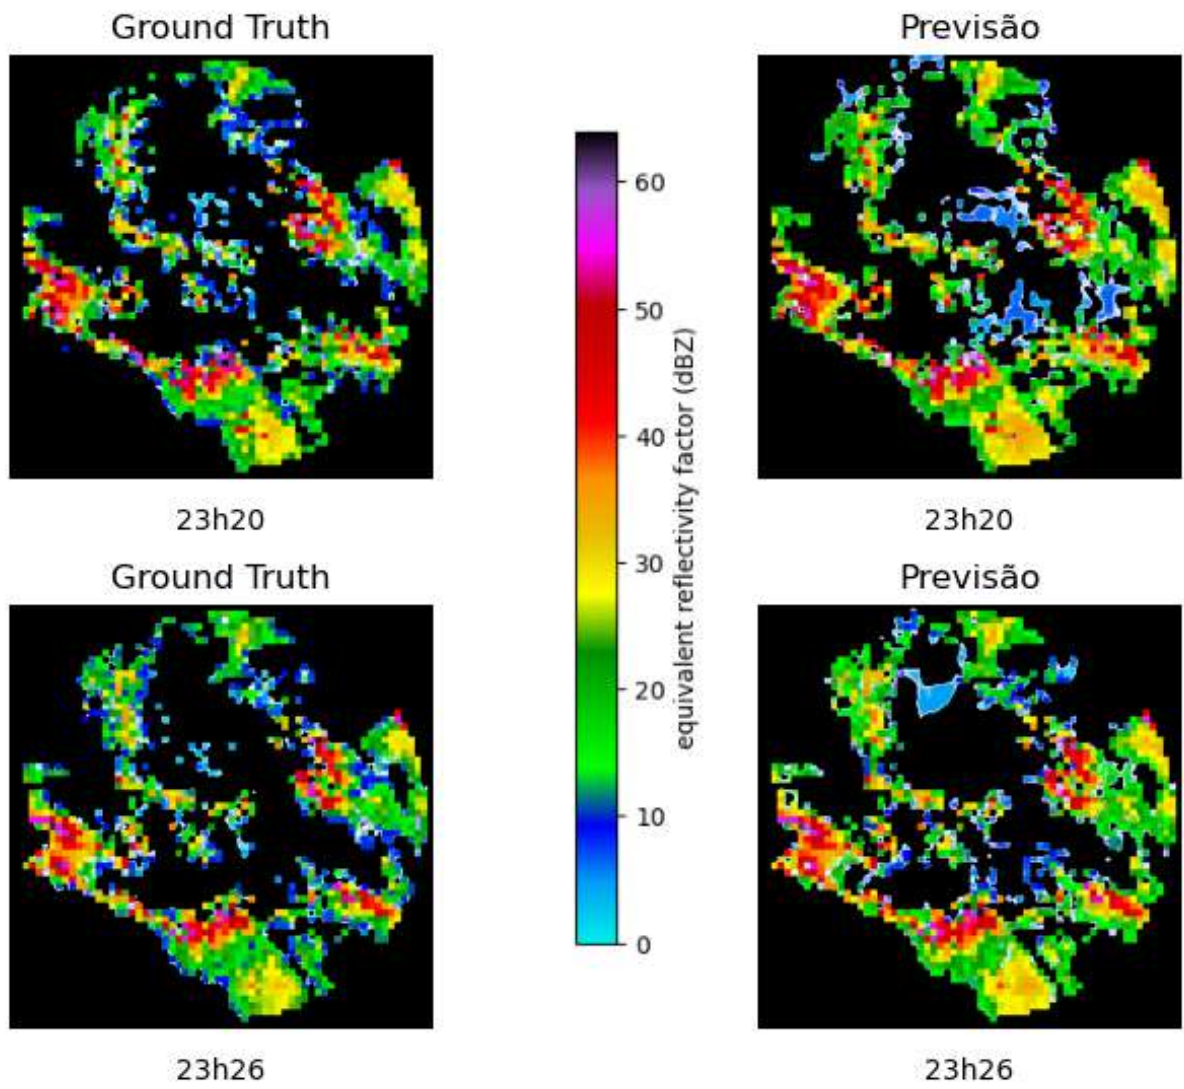 Ground Truth
Previsão
60
50
40
30
20
10
0
equivalent reflectivity factor (dBZ)
23h20
23h20
Ground Truth
Previsão
23h26
23h26